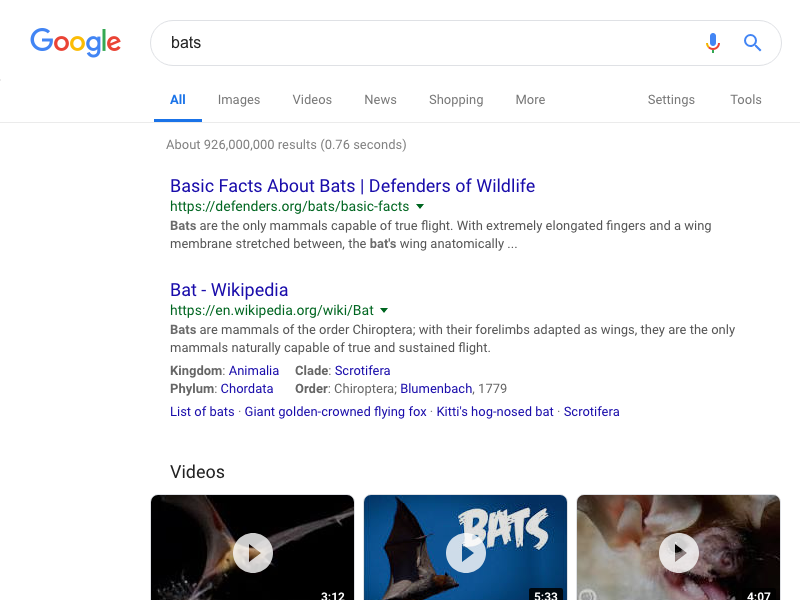 Google
bats
All Images Videos News Shopping More Settings Tools
About 926,000,000 results (0.76 seconds)
Basic Facts About Bats | Defenders of Wildlife
https://defenders.org/bats/basic-facts
Bats are the only mammals capable of true flight. With extremely elongated fingers and a wing
membrane stretched between, the bat's wing anatomically ...
Bat - Wikipedia
https://en.wikipedia.org/wiki/Bat
Bats are mammals of the order Chiroptera; with their forelimbs adapted as wings, they are the only
mammals naturally capable of true and sustained flight.
Kingdom: Animalia Clade: Scrotifera
Phylum: Chordata Order: Chiroptera; Blumenbach, 1779
List of bats · Giant golden-crowned flying fox · Kitti's hog-nosed bat · Scrotifera
Videos
BATS
3:12 5:33 4:07